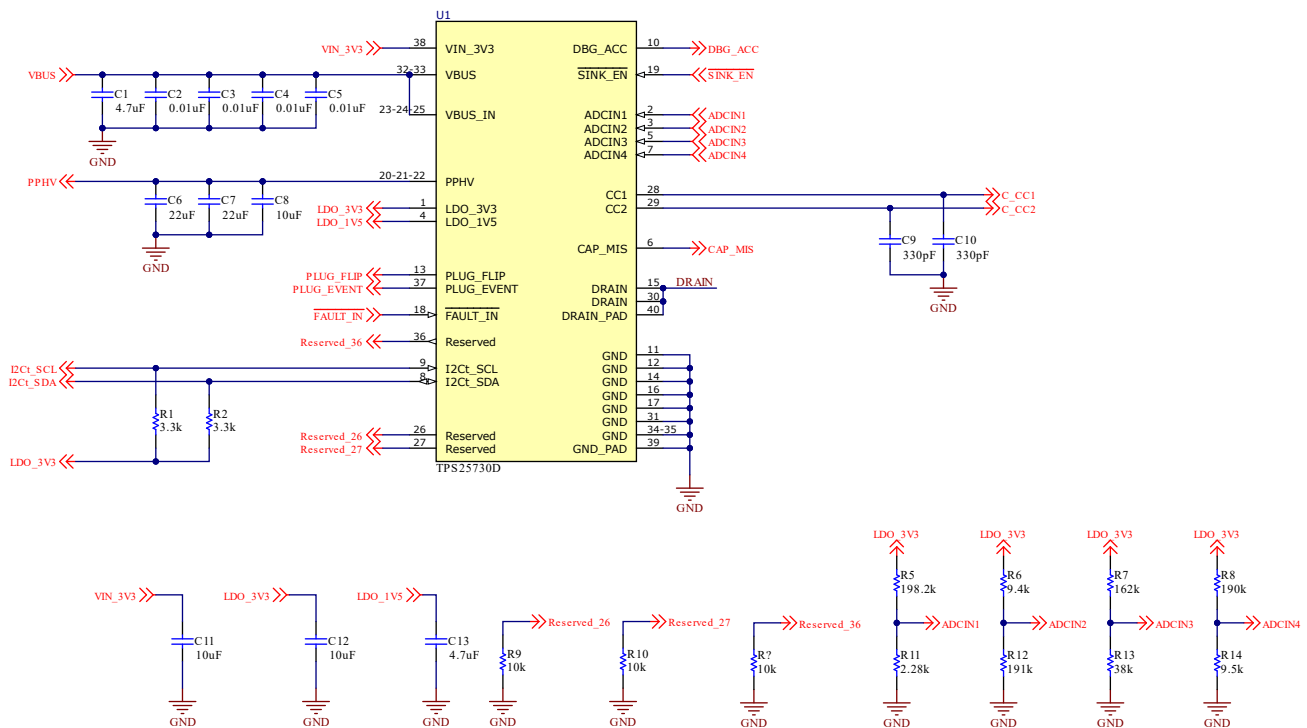 U1
VIN_3V3 38 VIN_3V3 DBG_ACC 10 DBG_ACC
VBUS 32-33 VBUS SINK_EN 19 SINK_EN
C1 C2 C3 C4 C5
4.7uF 0.01uF 0.01uF 0.01uF 0.01uF
23-24-25 VBUS_IN ADCIN1 2 ADCIN1
ADCIN2 3 ADCIN2
ADCIN3 5 ADCIN3
ADCIN4 7 ADCIN4
GND
PPHV 20-21-22 PPHV
CC1 28 C_CC1
C6 C7 C8
22uF 22uF 10uF
LDO_3V3 1 LDO_3V3 CC2 29 C_CC2
LDO_1V5 4 LDO_1V5
C9 C10
330pF 330pF
CAP_MIS 6 CAP_MIS
GND
PLUG_FLIP 13 PLUG_FLIP
PLUG_EVENT 37 PLUG_EVENT DRAIN 15 DRAIN
DRAIN 30
GND
FAULT_IN 18 FAULT_IN DRAIN_PAD 40
Reserved_36 36 Reserved
GND 11
I2Ct_SCL 9 I2Ct_SCL GND 12
I2Ct_SDA 8 I2Ct_SDA GND 14
GND 16
GND 17
R1 R2
3.3k 3.3k
GND 31
Reserved_26 26 Reserved GND 34-35
Reserved_27 27 Reserved GND_PAD 39
LDO_3V3
TPS25730D
GND
LDO_3V3 LDO_3V3 LDO_3V3 LDO_3V3
R5 R6 R7 R8
198.2k 9.4k 162k 190k
VIN_3V3 LDO_3V3 LDO_1V5
Reserved_26 Reserved_27 Reserved_36 ADCIN1 ADCIN2 ADCIN3 ADCIN4
C11 C12 C13
10uF 10uF 4.7uF
R9 R10 R? R11 R12 R13 R14
10k 10k 10k 2.28k 191k 38k 9.5k
GND GND GND GND GND GND GND GND GND GND